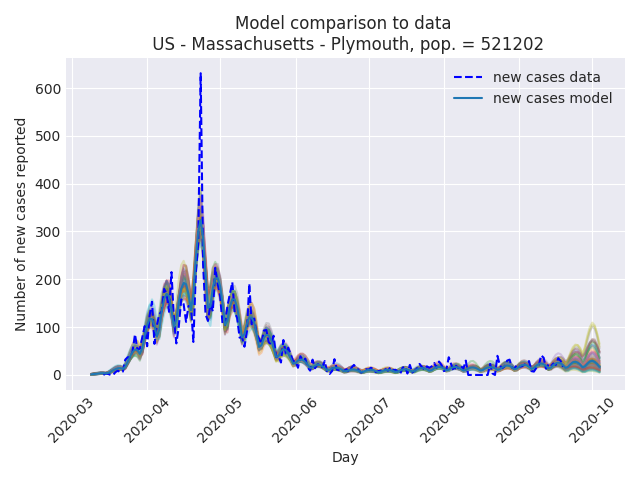 Model comparison to data
US - Massachusetts - Plymouth, pop. = 521202
new cases data
new cases model
Number of new cases reported
600
500
400
300
200
100
0
2020-03
2020-04
2020-05
2020-06
2020-07
2020-08
2020-09
2020-10
Day